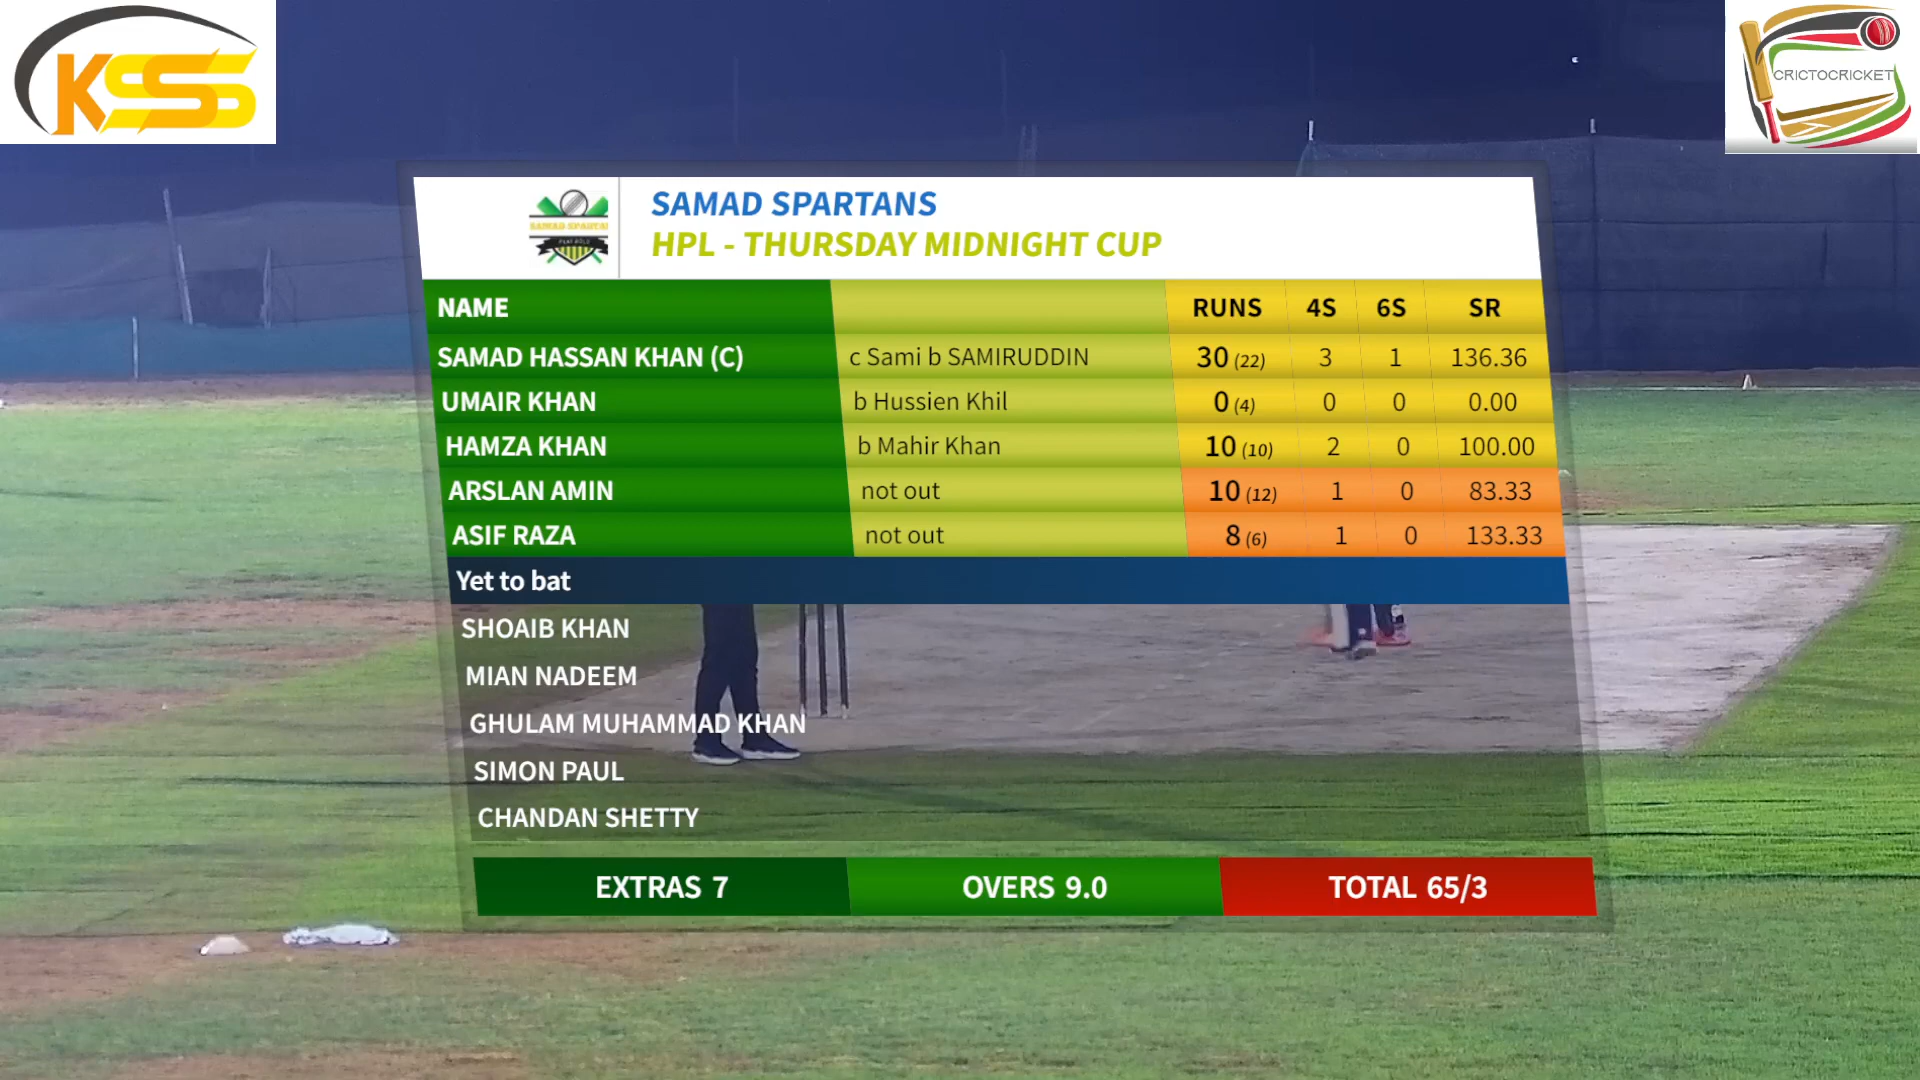 KSS
CRICTOCRICKET
SAMAD SPARTANS
HPL - THURSDAY MIDNIGHT CUP
NAME RUNS 4S 6S SR
SAMAD HASSAN KHAN (C) c Sami b SAMIRUDDIN 30 (22) 3 1 136.36
UMAIR KHAN b Hussien Khil 0 (4) 0 0 0.00
HAMZA KHAN b Mahir Khan 10 (10) 2 0 100.00
ARSLAN AMIN not out 10 (12) 1 0 83.33
ASIF RAZA not out 8 (6) 1 0 133.33
Yet to bat
SHOAIB KHAN
MIAN NADEEM
GHULAM MUHAMMAD KHAN
SIMON PAUL
CHANDAN SHETTY
EXTRAS 7 OVERS 9.0 TOTAL 65/3